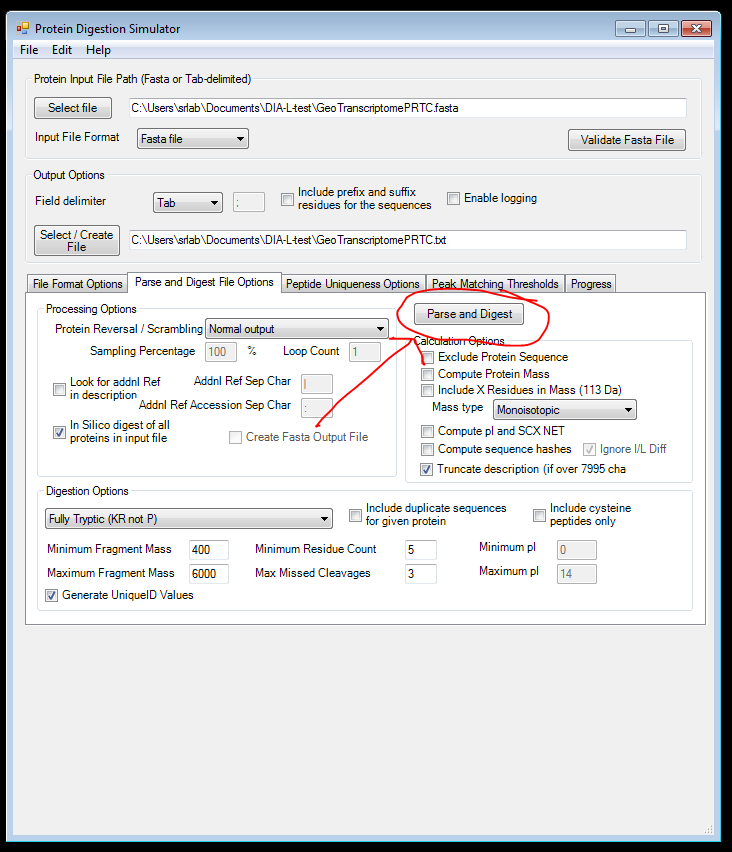 Protein Digestion Simulator
File Edit Help
Protein Input File Path (Fasta or Tab-delimited)
Select file C:\Users\srlab\Documents\DIA-L-test\GeoTranscriptomePRTC.fasta
Input File Format Fasta file Validate Fasta File
Output Options
Field delimiter Tab ; Include prefix and suffix residues for the sequences Enable logging
Select / Create File C:\Users\srlab\Documents\DIA-L-test\GeoTranscriptomePRTC.txt
File Format Options Parse and Digest File Options Peptide Uniqueness Options Peak Matching Thresholds Progress
Processing Options
Parse and Digest
Protein Reversal / Scrambling Normal output
Calculation Options
Sampling Percentage 100 % Loop Count 1
Exclude Protein Sequence
Compute Protein Mass
Look for addnl Ref in description Addnl Ref Sep Char |
Include X Residues in Mass (113 Da)
Addnl Ref Accession Sep Char :
Mass type Monoisotopic
In Silico digest of all proteins in input file Create Fasta Output File
Compute pI and SCX NET
Compute sequence hashes Ignore I/L Diff
Truncate description (if over 7995 cha
Digestion Options
Fully Tryptic (KR not P) Include duplicate sequences for given protein Include cysteine peptides only
Minimum Fragment Mass 400 Minimum Residue Count 5 Minimum pI 0
Maximum Fragment Mass 6000 Max Missed Cleavages 3 Maximum pI 14
Generate UniqueID Values